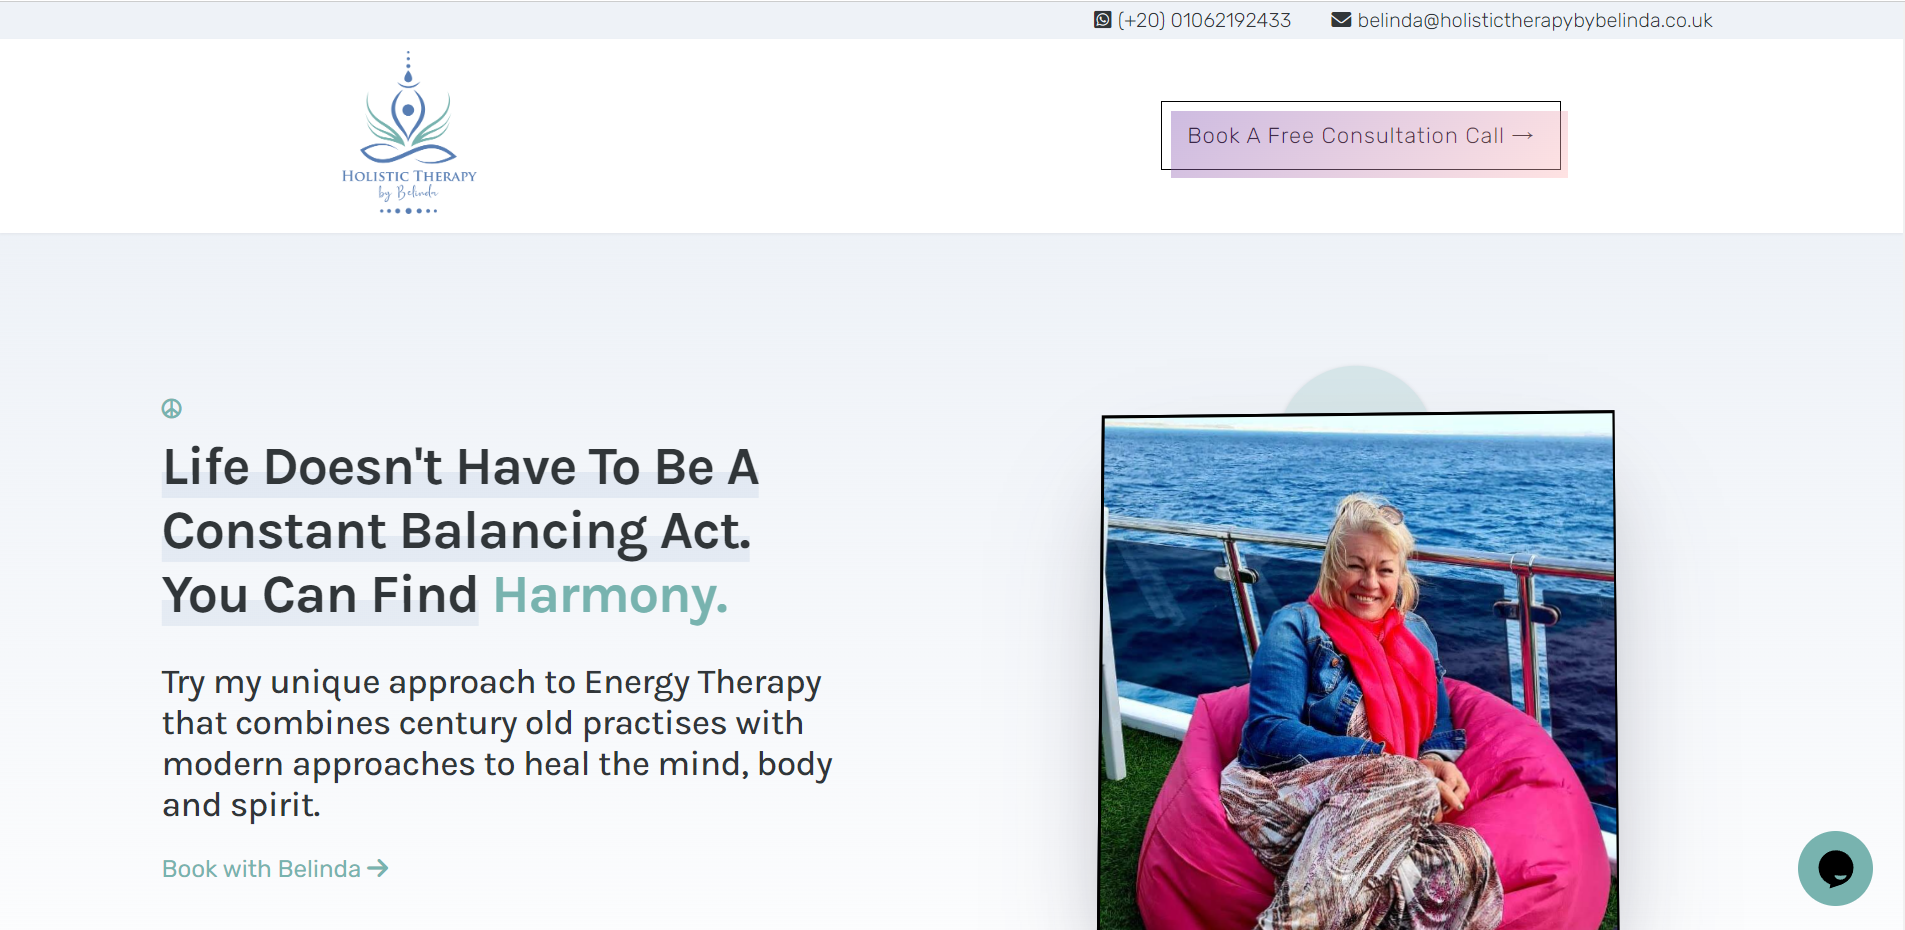 (+20) 01062192433
belinda@holistictherapybybelinda.co.uk
HOLISTIC THERAPY
by Belinda
Book A Free Consultation Call →
Life Doesn't Have To Be A
Constant Balancing Act.
You Can Find Harmony.
Try my unique approach to Energy Therapy
that combines century old practises with
modern approaches to heal the mind, body
and spirit.
Book with Belinda →